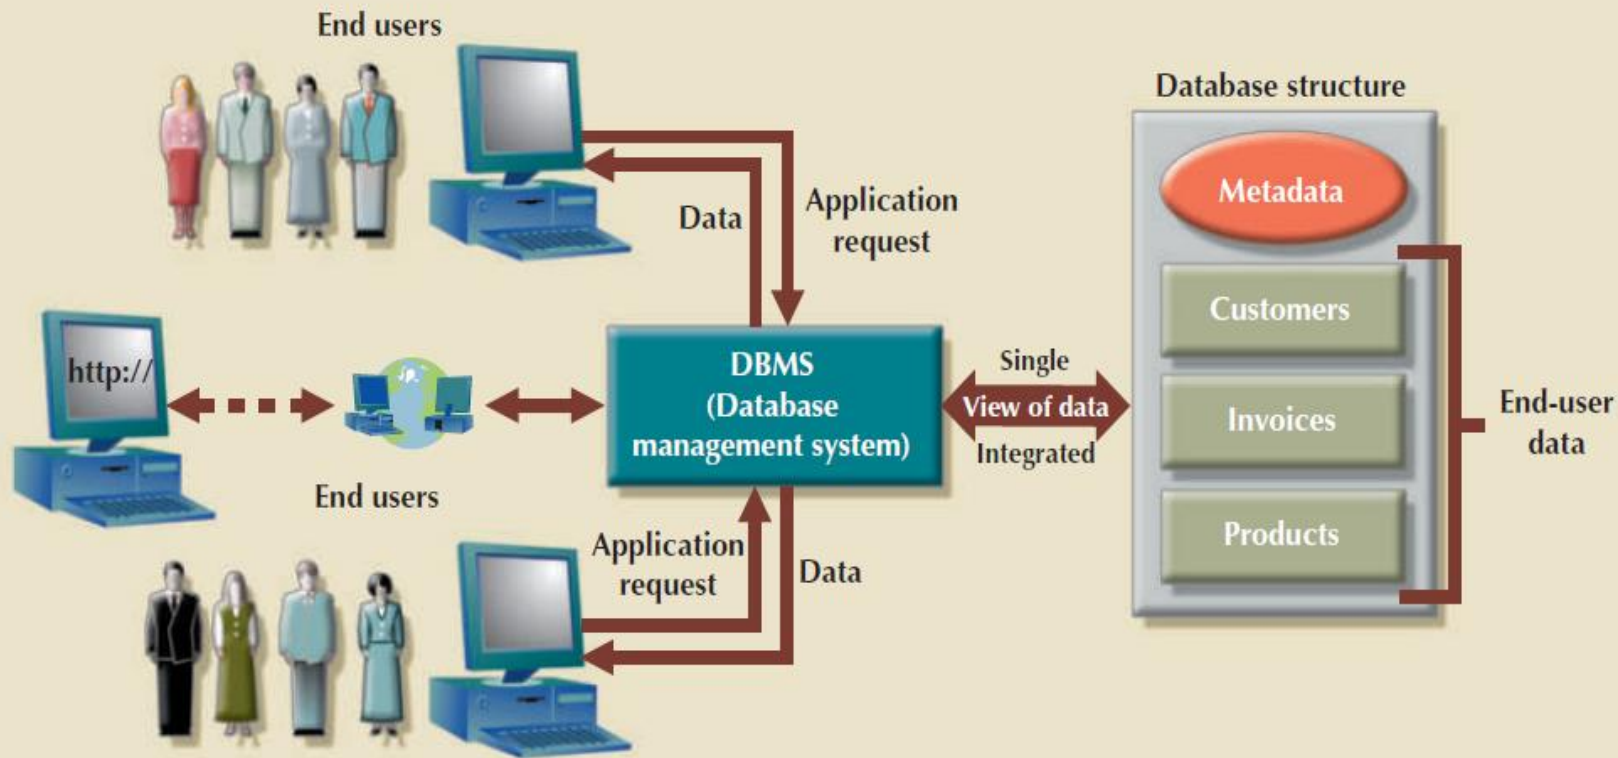 End users
Database structure
Metadata
Data
Application
request
Customers
http://
DBMS
(Database
management system)
Single
View of data
Integrated
Invoices
End-user
data
End users
Products
Application
request
Data